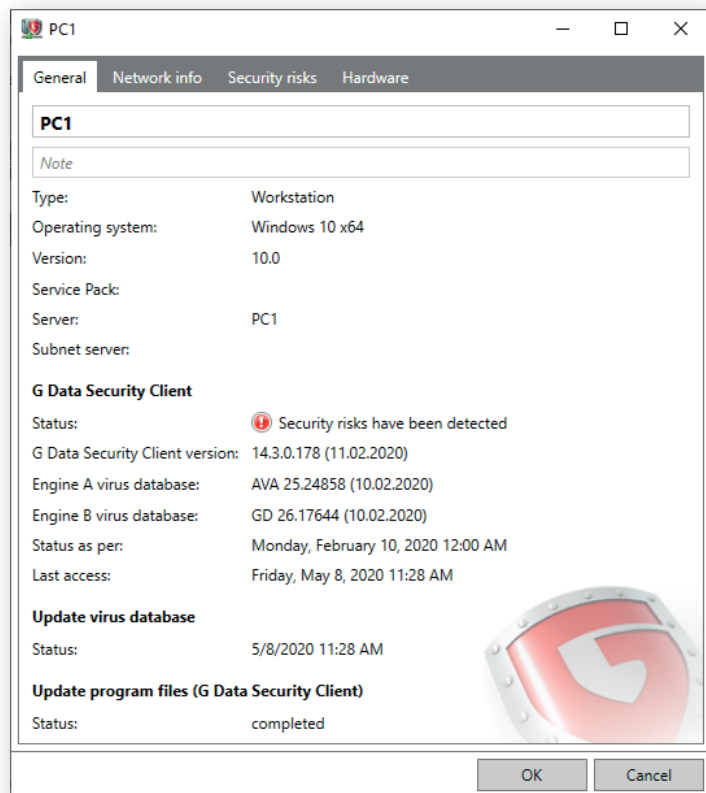 PC1
General Network info Security risks Hardware
PC1
Note
Type: Workstation
Operating system: Windows 10 x64
Version: 10.0
Service Pack:
Server: PC1
Subnet server:
G Data Security Client
Status: Security risks have been detected
G Data Security Client version: 14.3.0.178 (11.02.2020)
Engine A virus database: AVA 25.24858 (10.02.2020)
Engine B virus database: GD 26.17644 (10.02.2020)
Status as per: Monday, February 10, 2020 12:00 AM
Last access: Friday, May 8, 2020 11:28 AM
Update virus database
Status: 5/8/2020 11:28 AM
Update program files (G Data Security Client)
Status: completed
OK Cancel